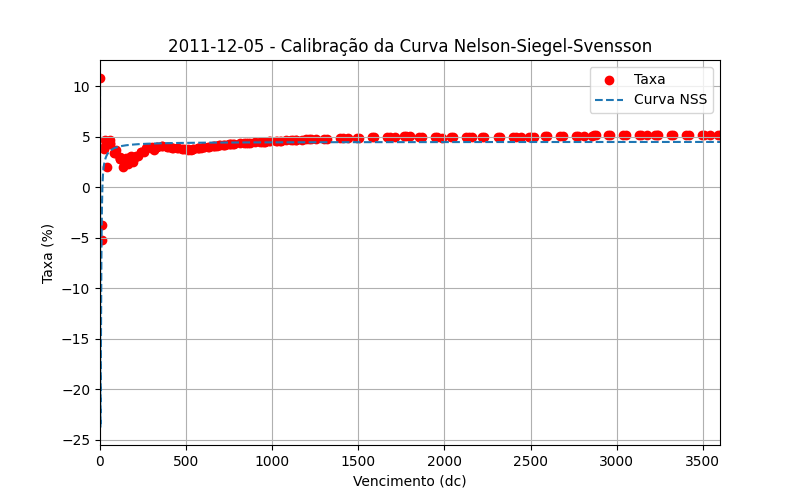 2011-12-05 - Calibração da Curva Nelson-Siegel-Svensson
Taxa
Curva NSS
10
5
0
−5
−10
−15
−20
−25
Taxa (%)
0 500 1000 1500 2000 2500 3000 3500
Vencimento (dc)